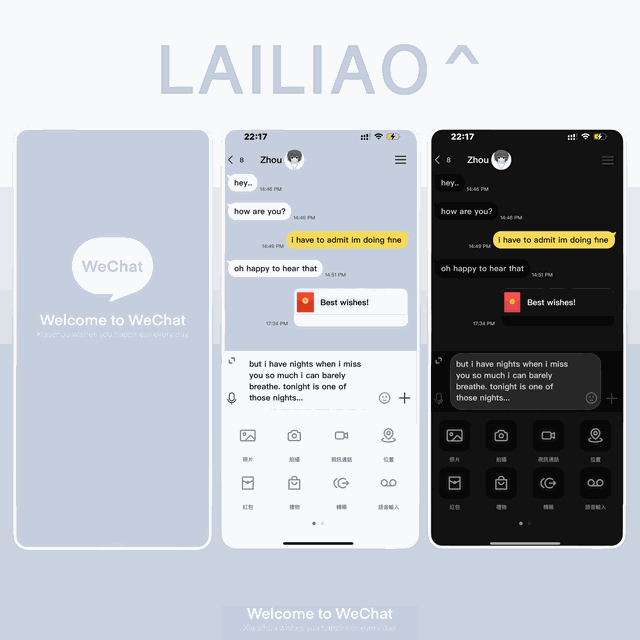 LAILIAO ^
WeChat
Welcome to WeChat
22:17
8 Zhou
hey..
14:46 PM
how are you?
14:46 PM
14:49 PM
i have to admit im doing fine
oh happy to hear that
14:51 PM
Best wishes!
17:34 PM
but i have nights when i miss
you so much i can barely
breathe. tonight is one of
those nights...
照片 拍攝 視訊通話 位置
紅包 禮物 轉帳 語音輸入
22:17
8 Zhou
hey..
14:46 PM
how are you?
14:46 PM
14:49 PM
i have to admit im doing fine
oh happy to hear that
14:51 PM
Best wishes!
17:34 PM
but i have nights when i miss
you so much i can barely
breathe. tonight is one of
those nights...
照片 拍攝 視訊通話 位置
紅包 禮物 轉帳 語音輸入
Welcome to WeChat